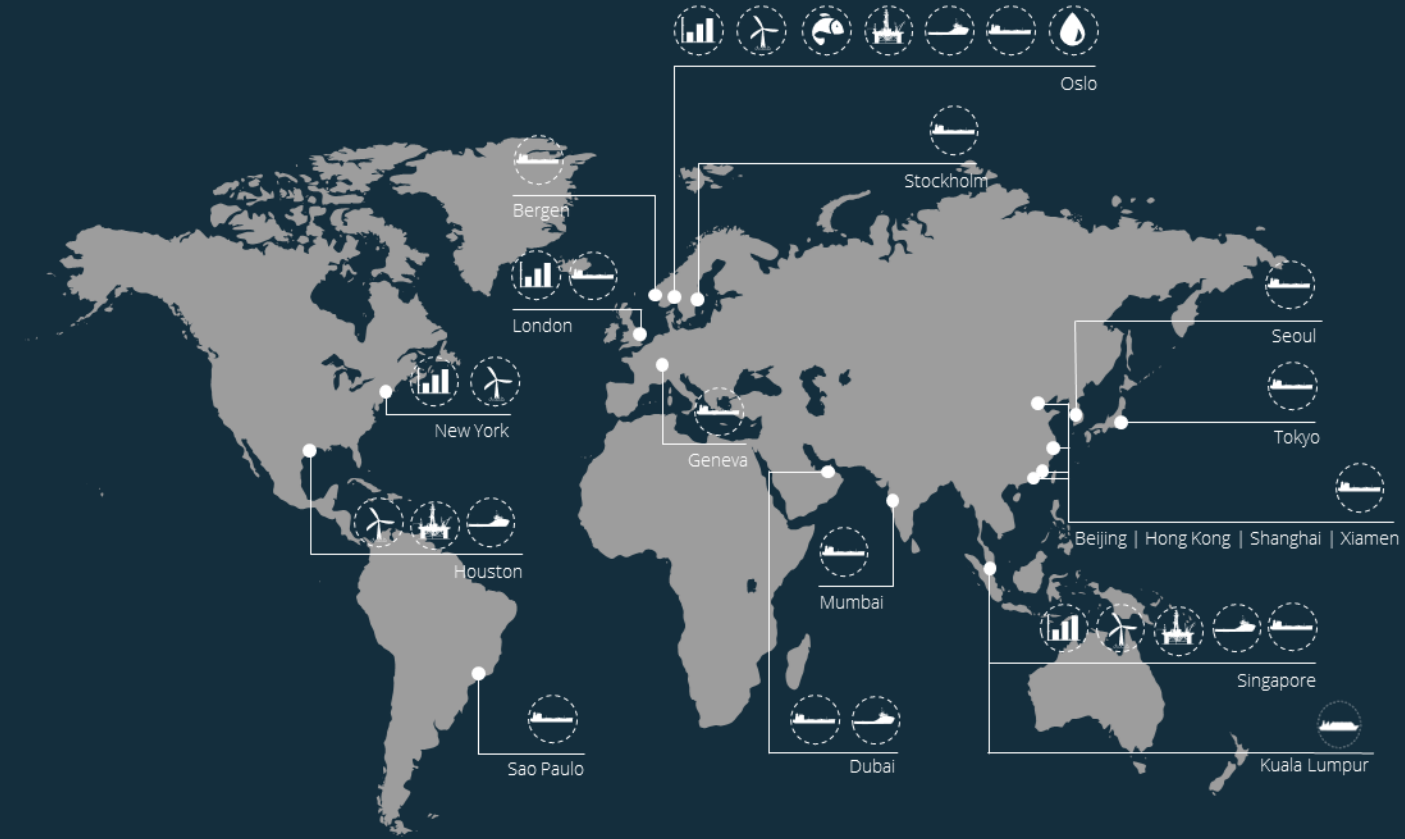 Oslo
Stockholm
Bergen
London
Seoul
New York
Tokyo
Geneva
Beijing | Hong Kong | Shanghai | Xiamen
Houston
Mumbai
Singapore
Sao Paulo
Dubai
Kuala Lumpur